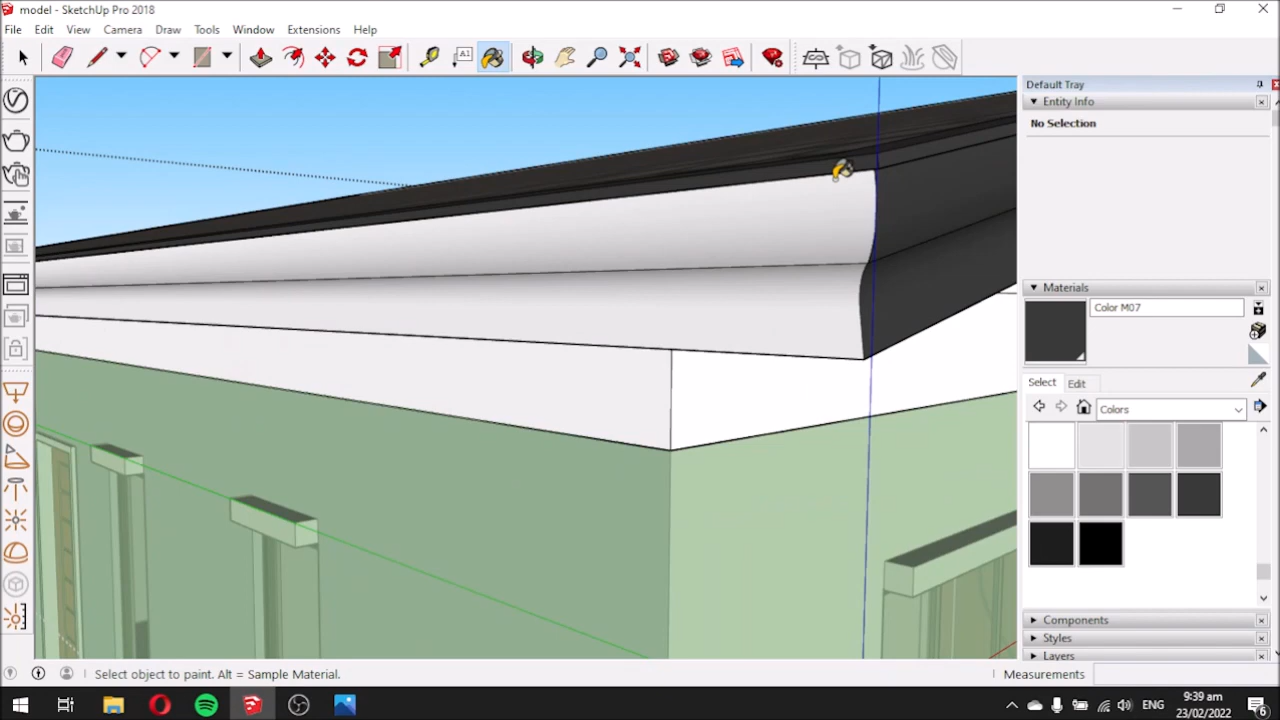 model - SketchUp Pro 2018
File Edit View Camera Draw Tools Window Extensions Help
A1
Default Tray
Entity Info
No Selection
Materials
Color M07
Select Edit
Colors
Components
Styles
Layers
Select object to paint. Alt = Sample Material.
Measurements
ENG
9:39 am
23/02/2022
6